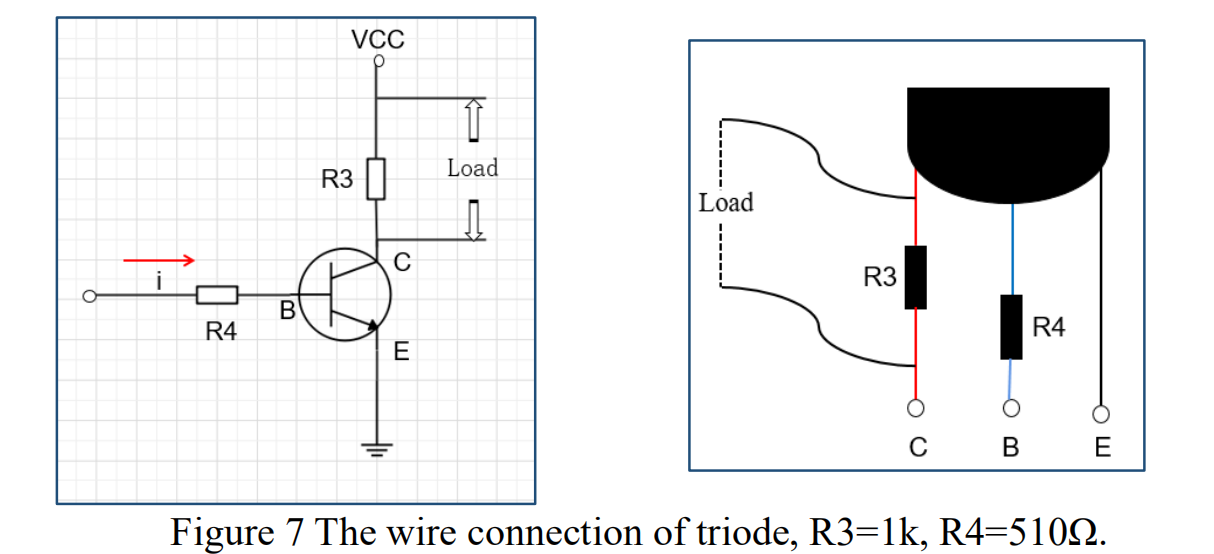 VCC
R3
Load
C
i
B
R4
E
Load
R3
R4
C
B
E
Figure 7 The wire connection of triode, R3=1k, R4=510Ω.